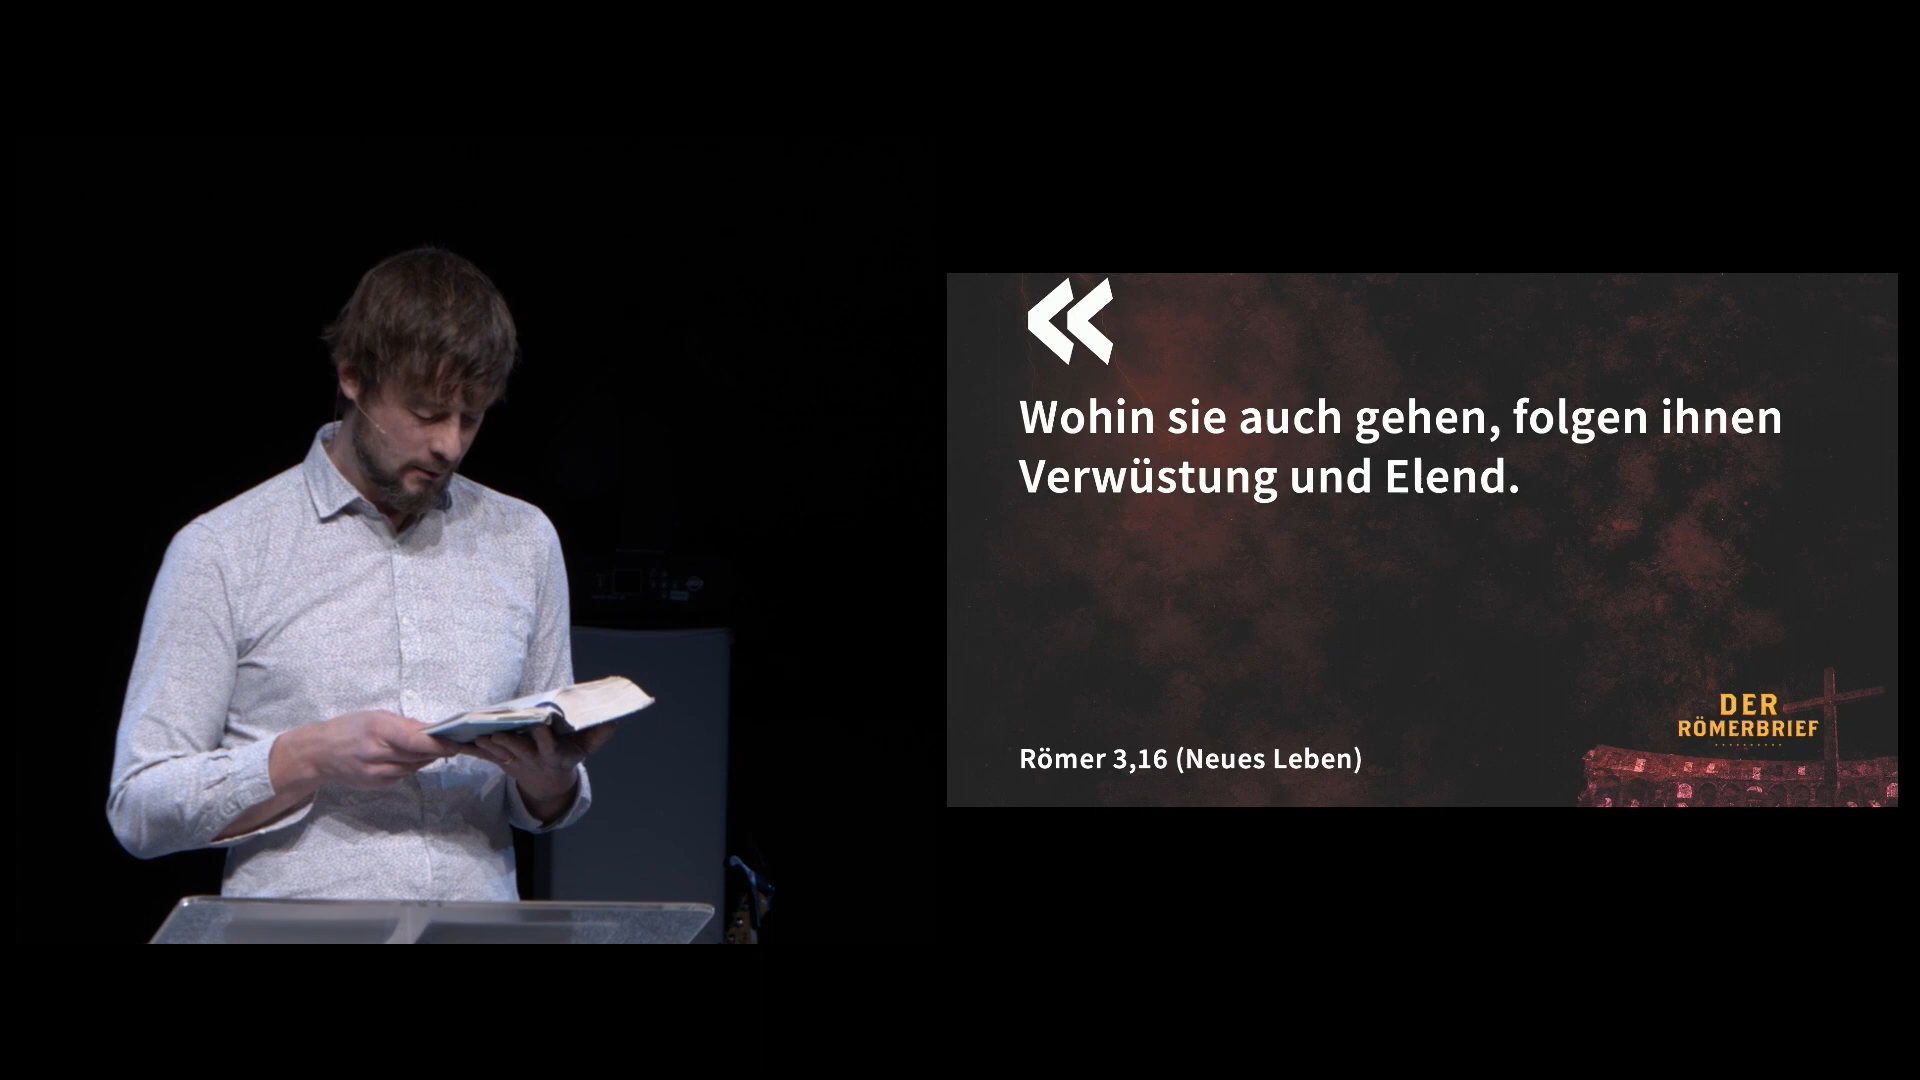 «
Wohin sie auch gehen, folgen ihnen
Verwüstung und Elend.
Römer 3,16 (Neues Leben)
DER
RÖMERBRIEF